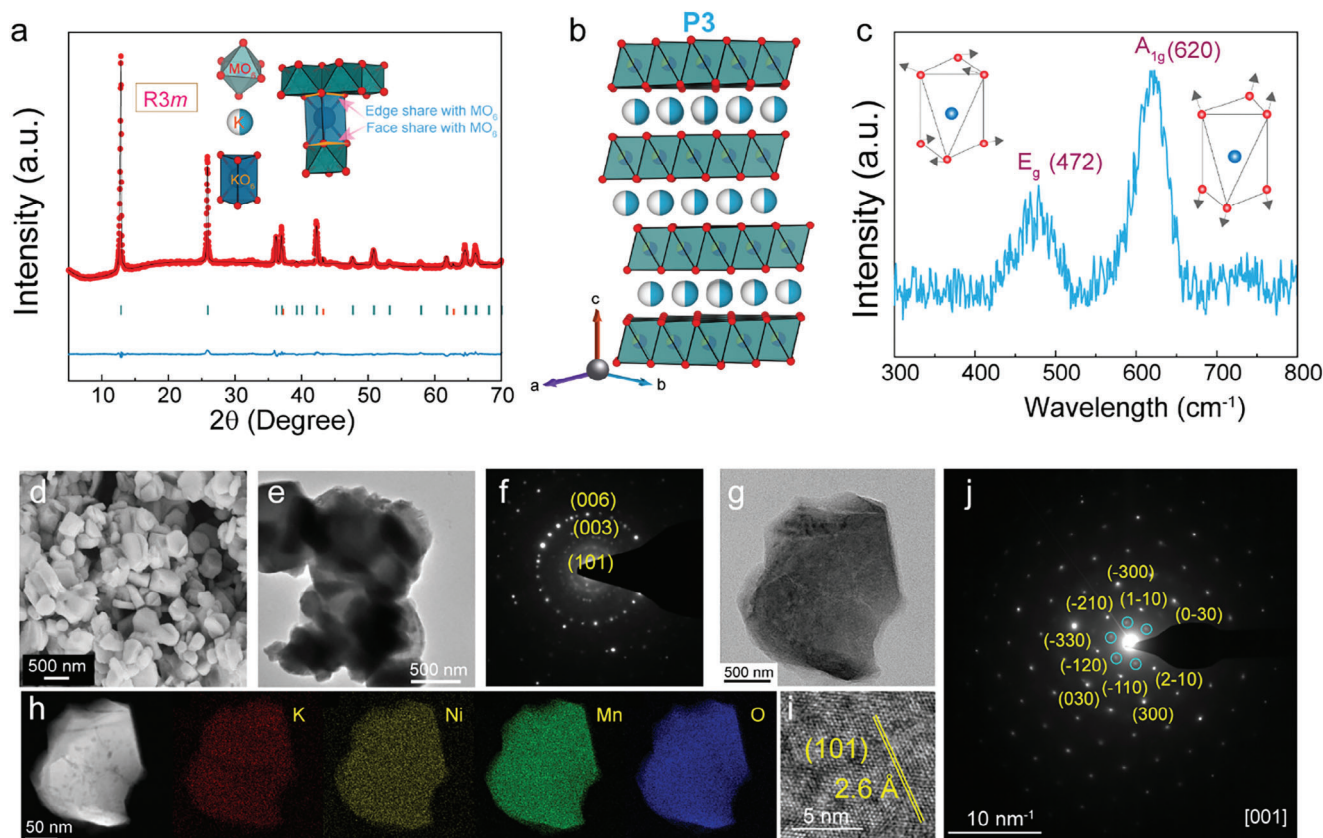 a
Intensity (a.u.)
R3m
MO6
K
KO6
Edge share with MO6
Face share with MO6
10 20 30 40 50 60 70
2θ (Degree)
b
P3
c
a
b
c
Intensity (a.u.)
A1g (620)
Eg (472)
300 400 500 600 700 800
Wavelength (cm-1)
d
500 nm
e
500 nm
f
(006)
(003)
(101)
g
500 nm
h
K
Ni
Mn
O
50 nm
i
(101)
2.6 Å
5 nm
j
(-300)
(-210)
(1-10)
(0-30)
(-330)
(-120)
(2-10)
(030)
(-110)
(300)
10 nm-1
[001]